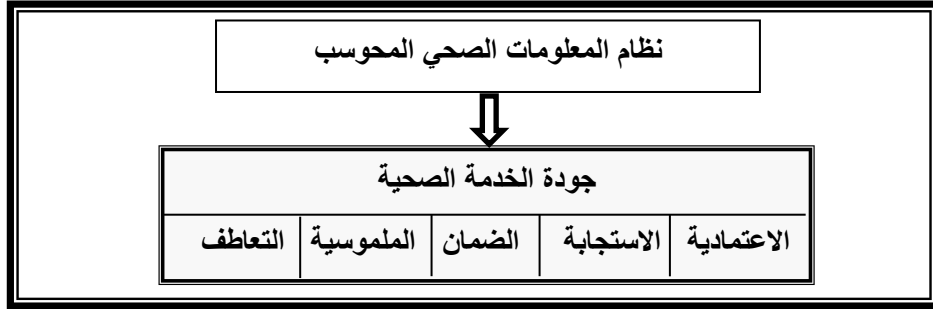 نظام المعلومات الصحي المحوسب
جودة الخدمة الصحية
الاعتمادية الاستجابة الضمان الملموسية التعاطف